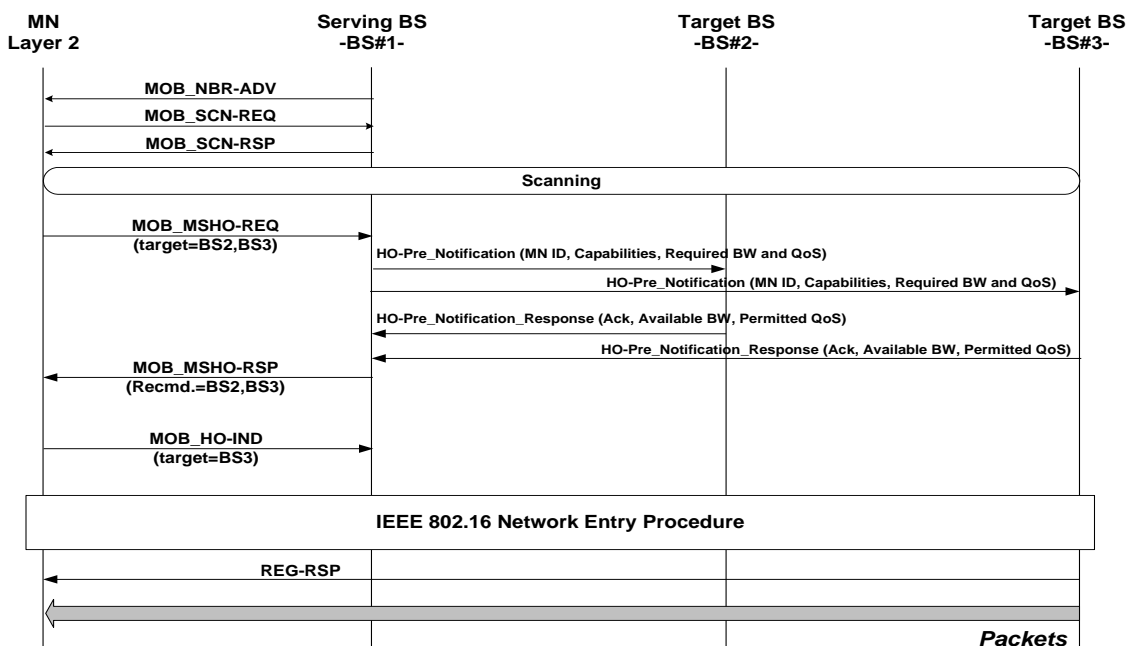 MN
Layer 2
Serving BS
-BS#1-
Target BS
-BS#2-
Target BS
-BS#3-
MOB_NBR-ADV
MOB_SCN-REQ
MOB_SCN-RSP
Scanning
MOB_MSHO-REQ
(target=BS2,BS3)
HO-Pre_Notification (MN ID, Capabilities, Required BW and QoS)
HO-Pre_Notification (MN ID, Capabilities, Required BW and QoS)
HO-Pre_Notification_Response (Ack, Available BW, Permitted QoS)
HO-Pre_Notification_Response (Ack, Available BW, Permitted QoS)
MOB_MSHO-RSP
(Recmd.=BS2,BS3)
MOB_HO-IND
(target=BS3)
IEEE 802.16 Network Entry Procedure
REG-RSP
Packets